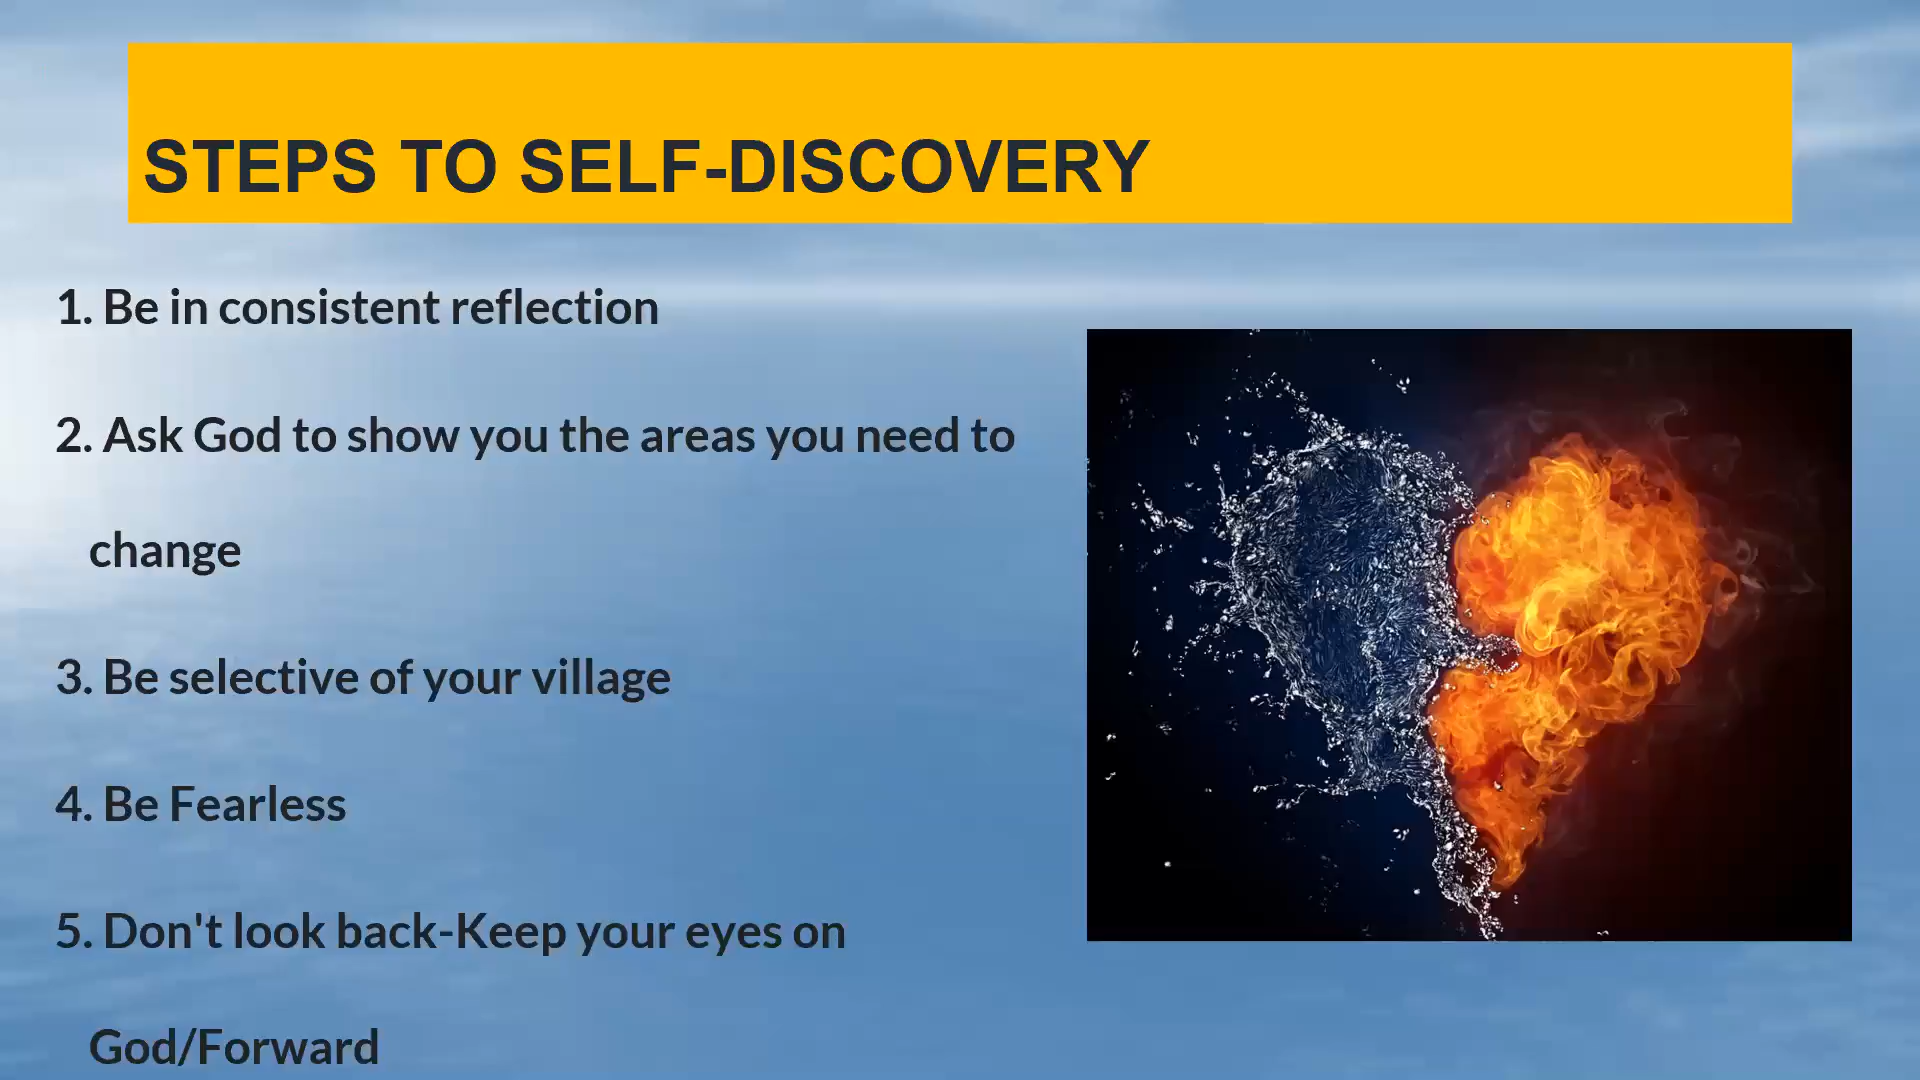 STEPS TO SELF-DISCOVERY
1. Be in consistent reflection
2. Ask God to show you the areas you need to
change
3. Be selective of your village
4. Be Fearless
5. Don't look back-Keep your eyes on
God/Forward